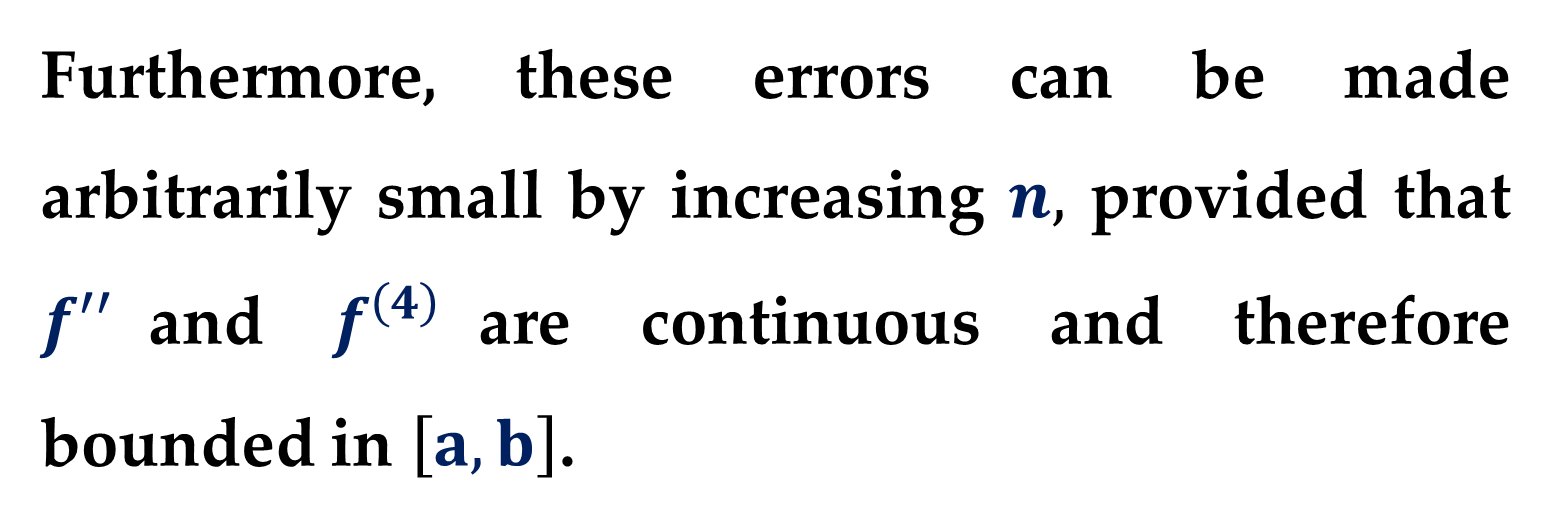 Furthermore, these errors can be made
arbitrarily small by increasing n, provided that
f′′ and f⁽⁴⁾ are continuous and therefore
bounded in [a, b].